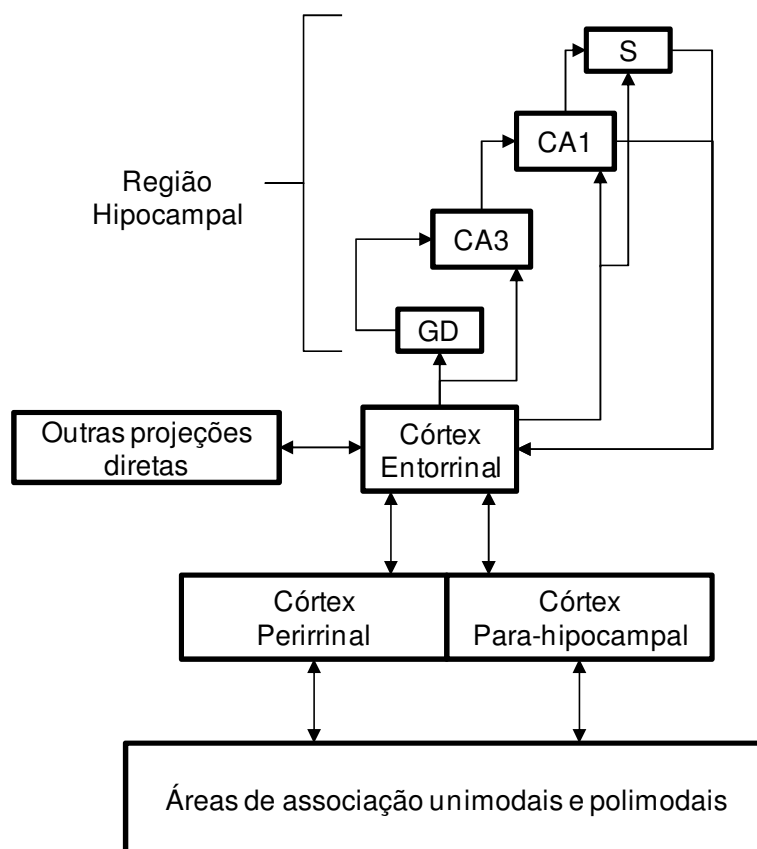 S
CA1
Região
Hipocampal
CA3
GD
Outras projeções
diretas
Córtex
Entorrinal
Córtex
Perirrinal
Córtex
Para-hipocampal
Áreas de associação unimodais e polimodais